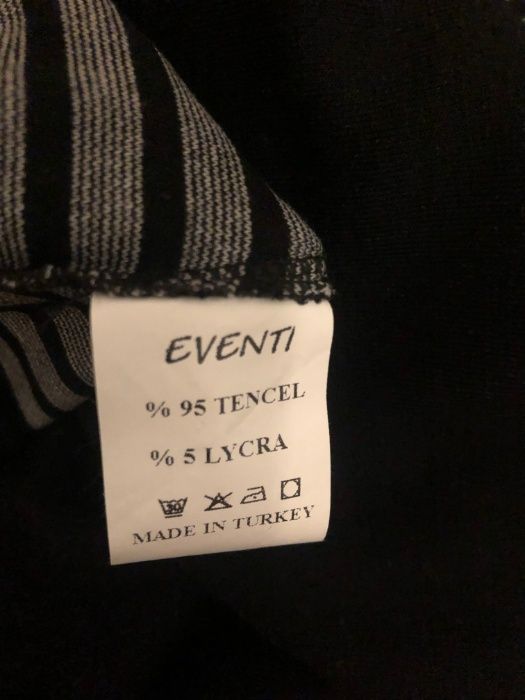 EVENTI
% 95 TENCEL
% 5 LYCRA
30
MADE IN TURKEY